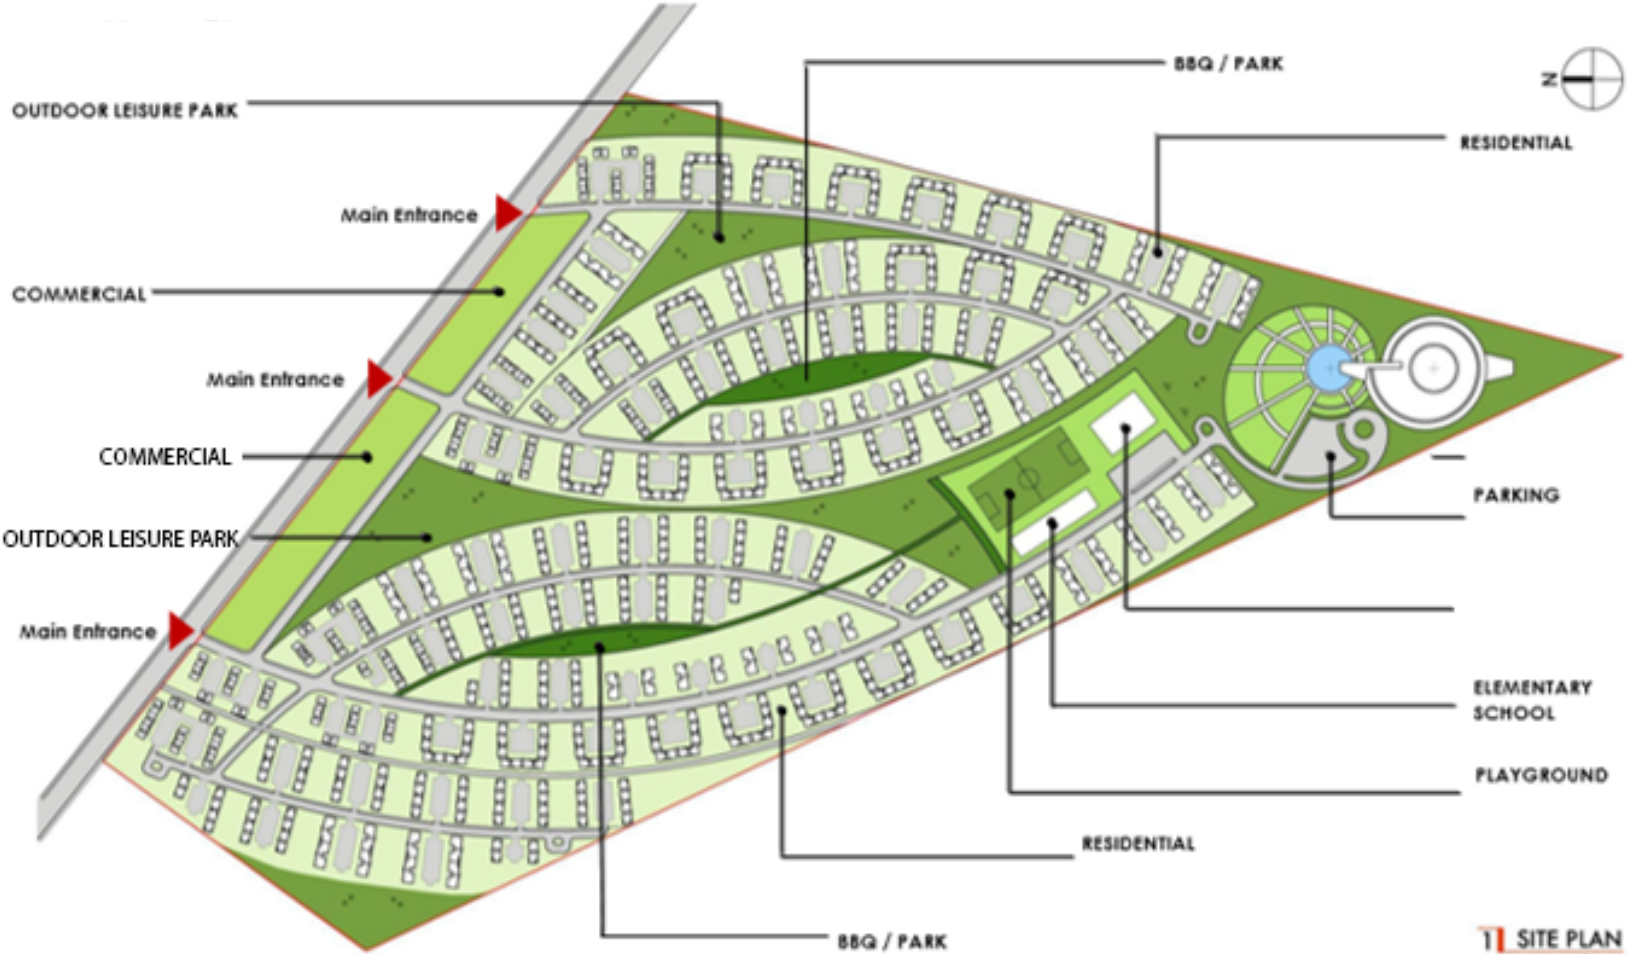 BBQ / PARK
OUTDOOR LEISURE PARK
N
RESIDENTIAL
Main Entrance
COMMERCIAL
Main Entrance
COMMERCIAL
PARKING
OUTDOOR LEISURE PARK
Main Entrance
ELEMENTARY
SCHOOL
PLAYGROUND
RESIDENTIAL
BBQ / PARK
1 SITE PLAN